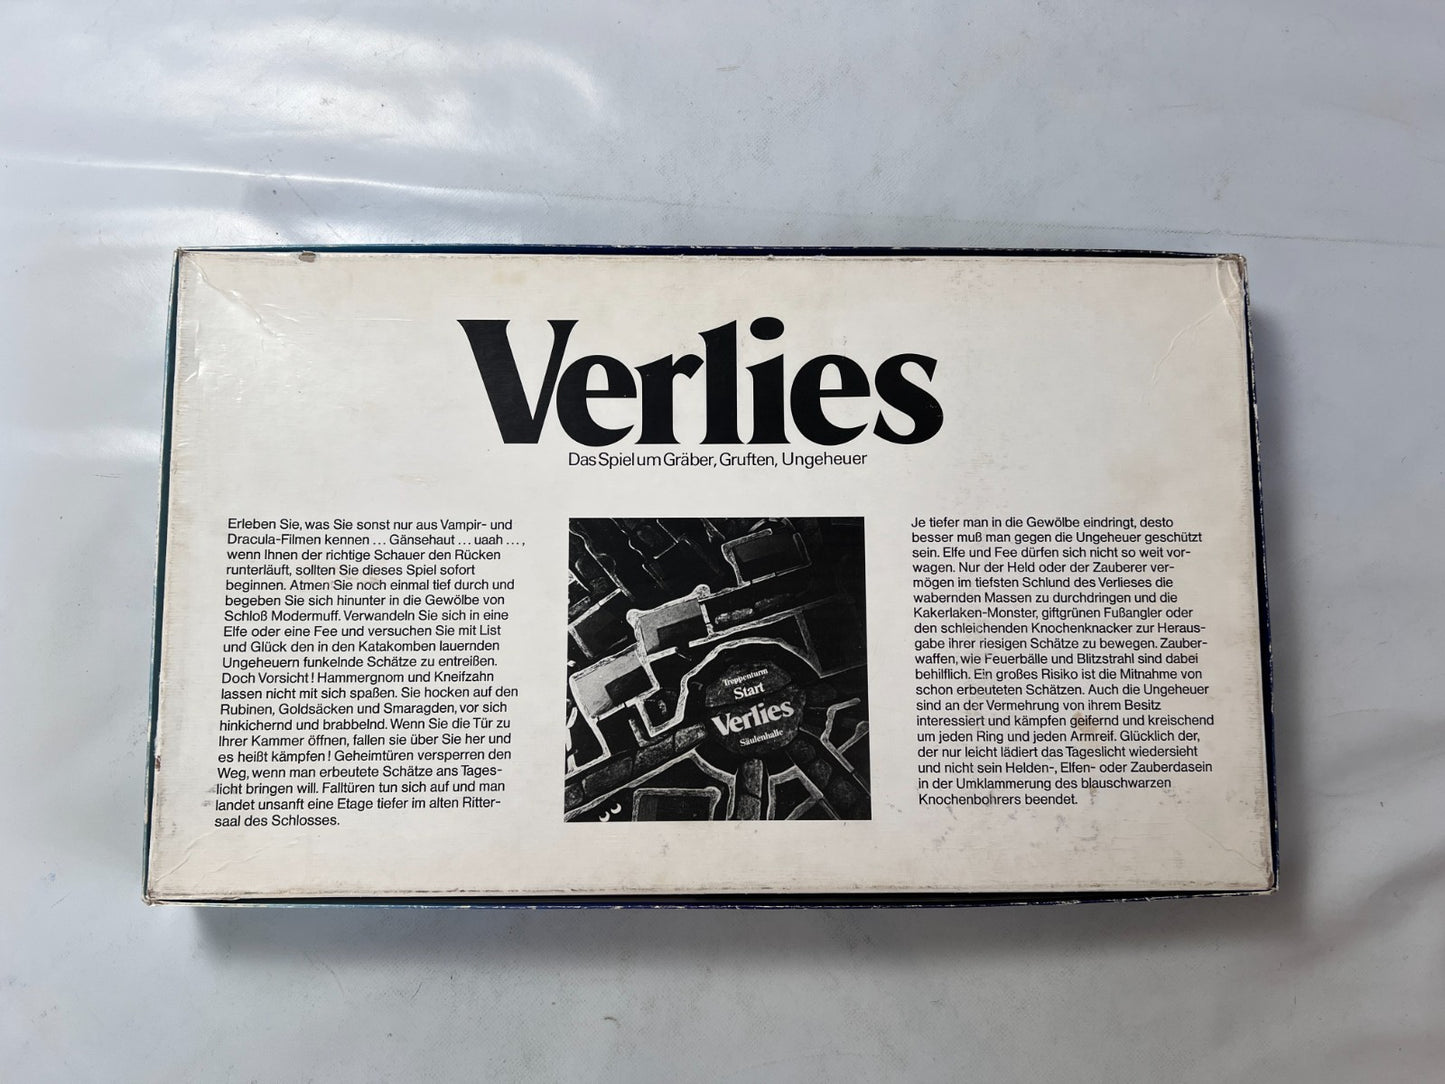 Verlies
Das Spiel um Gräber, Gruften, Ungeheuer
Erleben Sie, was Sie sonst nur aus Vampir- und
Dracula-Filmen kennen ... Gänsehaut ... uaah ...,
wenn Ihnen der richtige Schauer den Rücken
runterläuft, sollten Sie dieses Spiel sofort
beginnen. Atmen Sie noch einmal tief durch und
begeben Sie sich hinunter in die Gewölbe von
Schloß Modermuff. Verwandeln Sie sich in eine
Elfe oder eine Fee und versuchen Sie mit List
und Glück den in den Katakomben lauernden
Ungeheuern funkelnde Schätze zu entreißen.
Doch Vorsicht! Hammergnom und Kneifzahn
lassen nicht mit sich spaßen. Sie hocken auf den
Rubinen, Goldsäcken und Smaragden, vor sich
hinkichernd und brabbelnd. Wenn Sie die Tür zu
Ihrer Kammer öffnen, fallen sie über Sie her und
es heißt kämpfen! Geheimtüren versperren den
Weg, wenn man erbeutete Schätze ans Tages-
licht bringen will. Falltüren tun sich auf und man
landet unsanft eine Etage tiefer im alten Ritter-
saal des Schlosses.
Treppenturm
Start
Verlies
Säulenhalle
Je tiefer man in die Gewölbe eindringt, desto
besser muß man gegen die Ungeheuer geschützt
sein. Elfe und Fee dürfen sich nicht so weit vor-
wagen. Nur der Held oder der Zauberer ver-
mögen im tiefsten Schlund des Verlieses die
wabernden Massen zu durchdringen und die
Kakerlaken-Monster, giftgrünen Fußangler oder
den schleichenden Knochenknacker zur Heraus-
gabe ihrer riesigen Schätze zu bewegen. Zauber-
waffen, wie Feuerbälle und Blitzstrahl sind dabei
behilflich. Ein großes Risiko ist die Mitnahme von
schon erbeuteten Schätzen. Auch die Ungeheuer
sind an der Vermehrung von ihrem Besitz
interessiert und kämpfen geifernd und kreischend
um jeden Ring und jeden Armreif. Glücklich der,
der nur leicht lädiert das Tageslicht wiedersieht
und nicht sein Helden-, Elfen- oder Zauberdasein
in der Umklammerung des blauschwarzen
Knochenbohrers beendet.